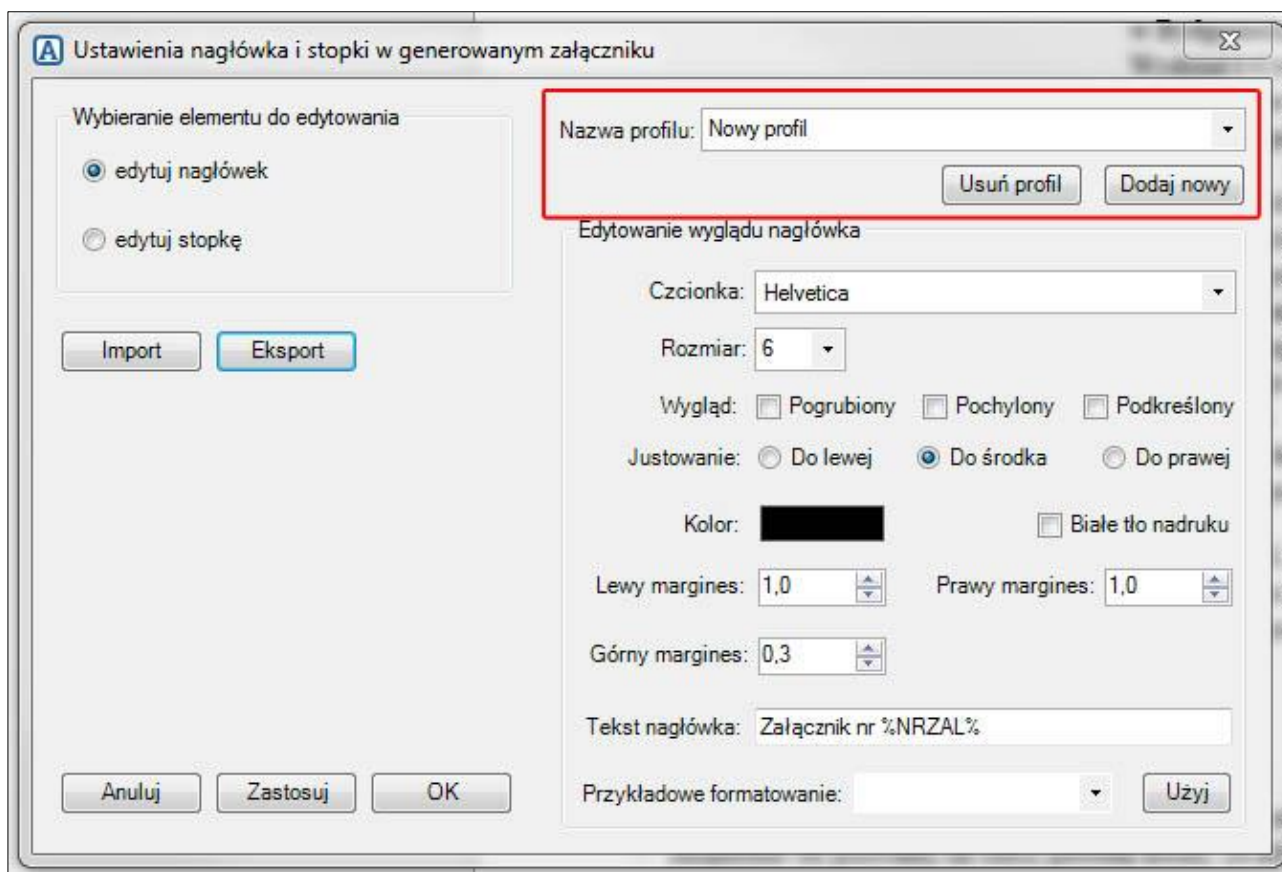 Ustawienia nagłówka i stopki w generowanym załączniku
Wybieranie elementu do edytowania
edytuj nagłówek
edytuj stopkę
Import Eksport
Anuluj Zastosuj OK
Nazwa profilu: Nowy profil
Usuń profil Dodaj nowy
Edytowanie wyglądu nagłówka
Czcionka: Helvetica
Rozmiar: 6
Wygląd: Pogrubiony Pochylony Podkreślony
Justowanie: Do lewej Do środka Do prawej
Kolor: Białe tło nadruku
Lewy margines: 1,0 Prawy margines: 1,0
Górny margines: 0,3
Tekst nagłówka: Załącznik nr %NRZAL%
Przykładowe formatowanie: Użyj